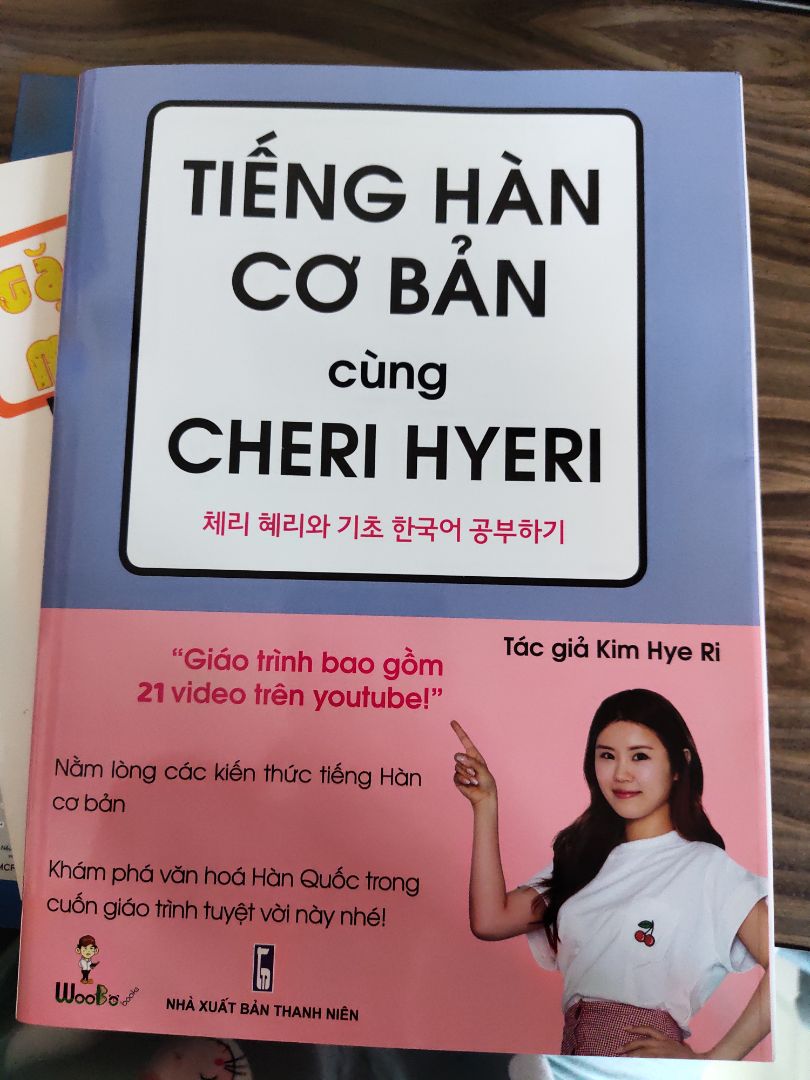 TIẾNG HÀN
CƠ BẢN
cùng
CHERI HYERI
체리 혜리와 기초 한국어 공부하기
Tác giả Kim Hye Ri
“Giáo trình bao gồm
21 video trên youtube!”
Nằm lòng các kiến thức tiếng Hàn
cơ bản
Khám phá văn hoá Hàn Quốc trong
cuốn giáo trình tuyệt vời này nhé!
WooBo books
NHÀ XUẤT BẢN THANH NIÊN